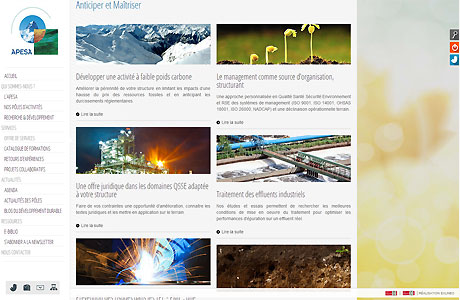 APESA
ACCUEIL
QUI SOMMES-NOUS ?
L'APESA
NOS PÔLES D'ACTIVITÉS
RECHERCHE & DÉVELOPPEMENT
SERVICES
OFFRE DE SERVICES
CATALOGUE DE FORMATIONS
RETOURS D'EXPÉRIENCES
PROJETS COLLABORATIFS
ACTUALITÉS
AGENDA
ACTUALITÉS DES PÔLES
BLOG DU DÉVELOPPEMENT DURABLE
RESSOURCES
E-BIBLIO
S'ABONNER A LA NEWSLETTER
NOUS CONTACTER
Anticiper et Maîtriser
Développer une activité à faible poids carbone
Améliorer la pérennité de votre structure en limitant les impacts d'une
hausse du prix des ressources fossiles et en anticipant les
durcissements réglementaires.
Lire la suite
Le management comme source d'organisation,
structurant
Une approche personnalisée en Qualité Santé Sécurité Environnement
et RSE des systèmes de management (ISO 9001, ISO 14001, OHSAS
18001, ISO 26000, NADCAP) et une déclinaison opérationnelle terrain.
Lire la suite
Une offre juridique dans les domaines QSSE adaptée
à votre structure
Faire de vos contraintes une opportunité d'amélioration, connaître les
textes juridiques et les mettre en application sur le terrain
Lire la suite
Traitement des effluents industriels
Nos études et essais permettent de rechercher les meilleures
conditions de mise en oeuvre du traitement pour optimiser les
performances d'épuration sur un effluent réel
Lire la suite